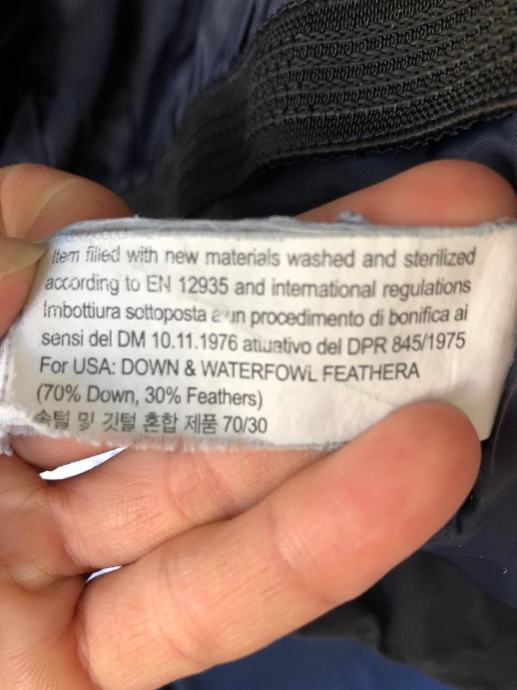 Item filled with new materials washed and sterilized
according to EN 12935 and international regulations
Imbottitura sottoposta a un procedimento di bonifica ai
sensi del DM 10.11.1976 attuativo del DPR 845/1975
For USA: DOWN & WATERFOWL FEATHERA
(70% Down, 30% Feathers)
솜털 및 깃털 혼합 제품 70/30